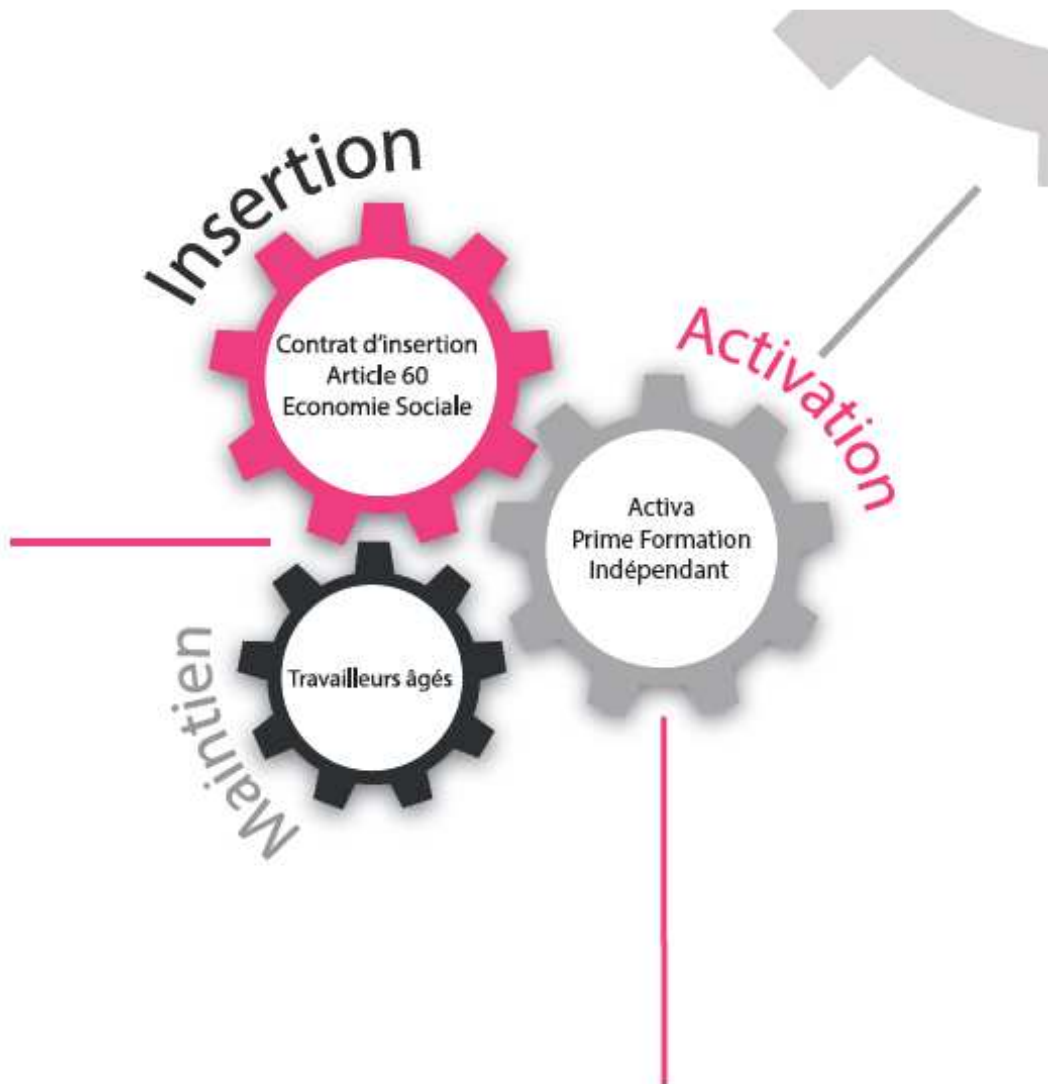 Insertion
Contrat d'insertion
Article 60
Economie Sociale
Activation
Activa
Prime Formation
Indépendant
Maintien
Travailleurs âgés